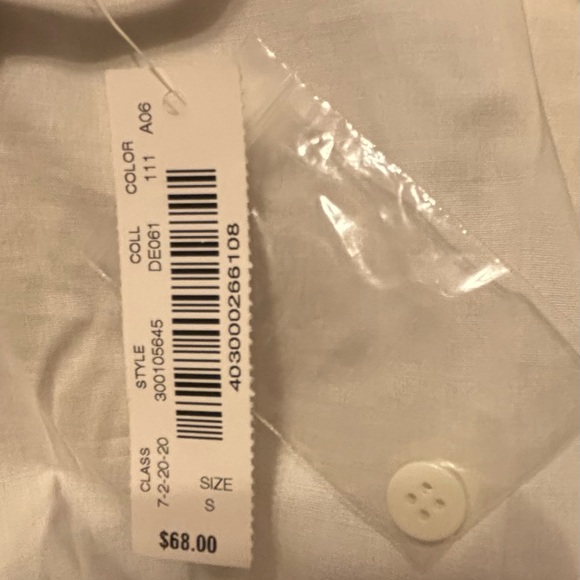 CLASS STYLE COLL COLOR
7-2-20-20 300105645 DE061 111 A06
403000266108
SIZE
S
$68.00